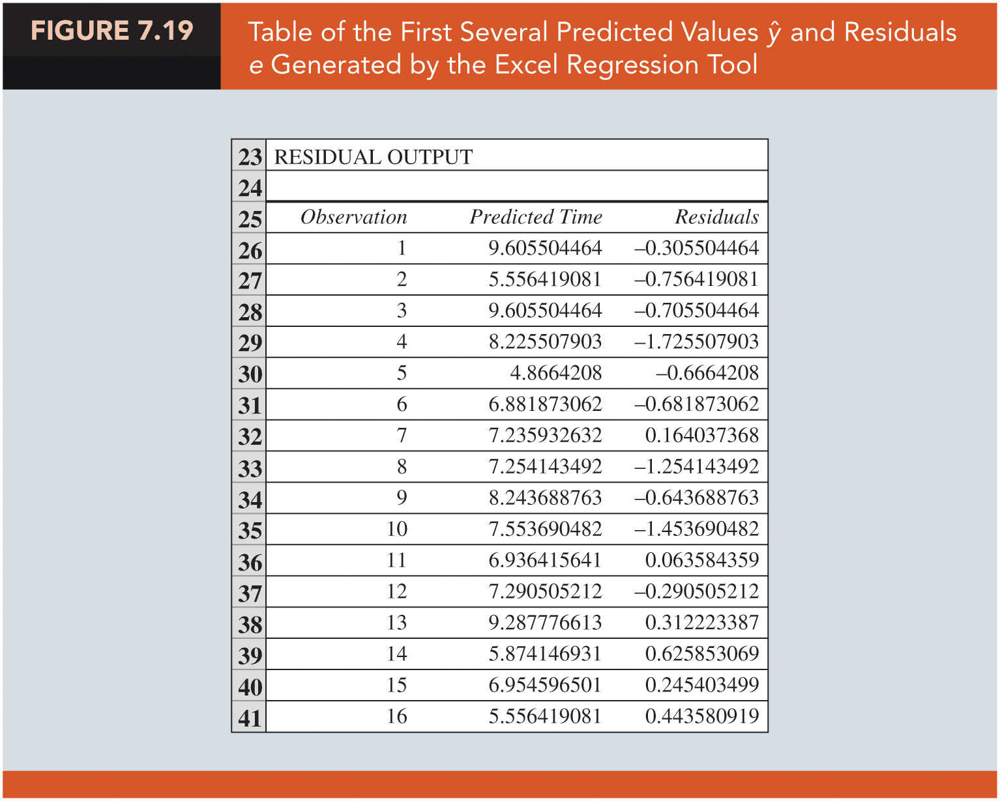 FIGURE 7.19
Table of the First Several Predicted Values ŷ and Residuals
e Generated by the Excel Regression Tool
23 RESIDUAL OUTPUT
24
25 Observation Predicted Time Residuals
26 1 9.605504464 –0.305504464
27 2 5.556419081 –0.756419081
28 3 9.605504464 –0.705504464
29 4 8.225507903 –1.725507903
30 5 4.8664208 –0.6664208
31 6 6.881873062 –0.681873062
32 7 7.235932632 0.164037368
33 8 7.254143492 –1.254143492
34 9 8.243688763 –0.643688763
35 10 7.553690482 –1.453690482
36 11 6.936415641 0.063584359
37 12 7.290505212 –0.290505212
38 13 9.287776613 0.312223387
39 14 5.874146931 0.625853069
40 15 6.954596501 0.245403499
41 16 5.556419081 0.443580919